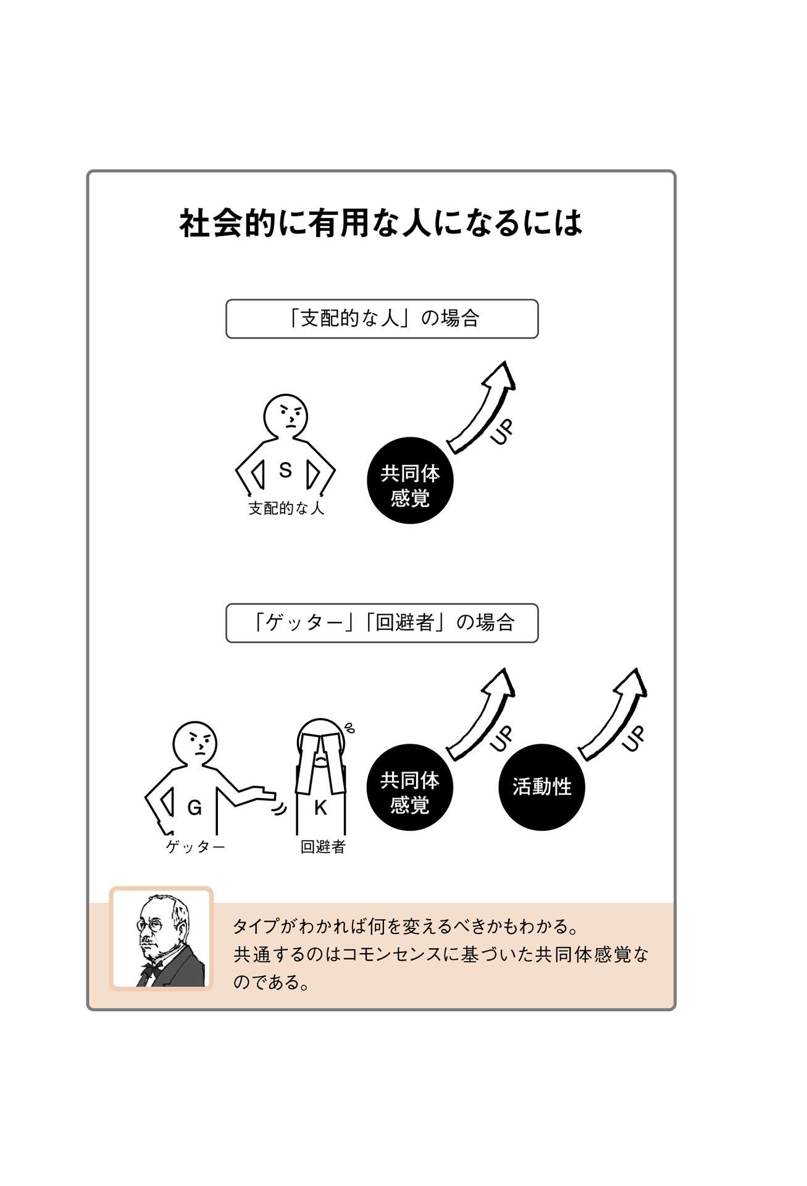 社会的に有用な人になるには
「支配的な人」の場合
UP
S
共同体
感覚
支配的な人
「ゲッター」「回避者」の場合
UP
UP
共同体
感覚
活動性
G
K
ゲッター
回避者
タイプがわかれば何を変えるべきかもわかる。
共通するのはコモンセンスに基づいた共同体感覚な
のである。